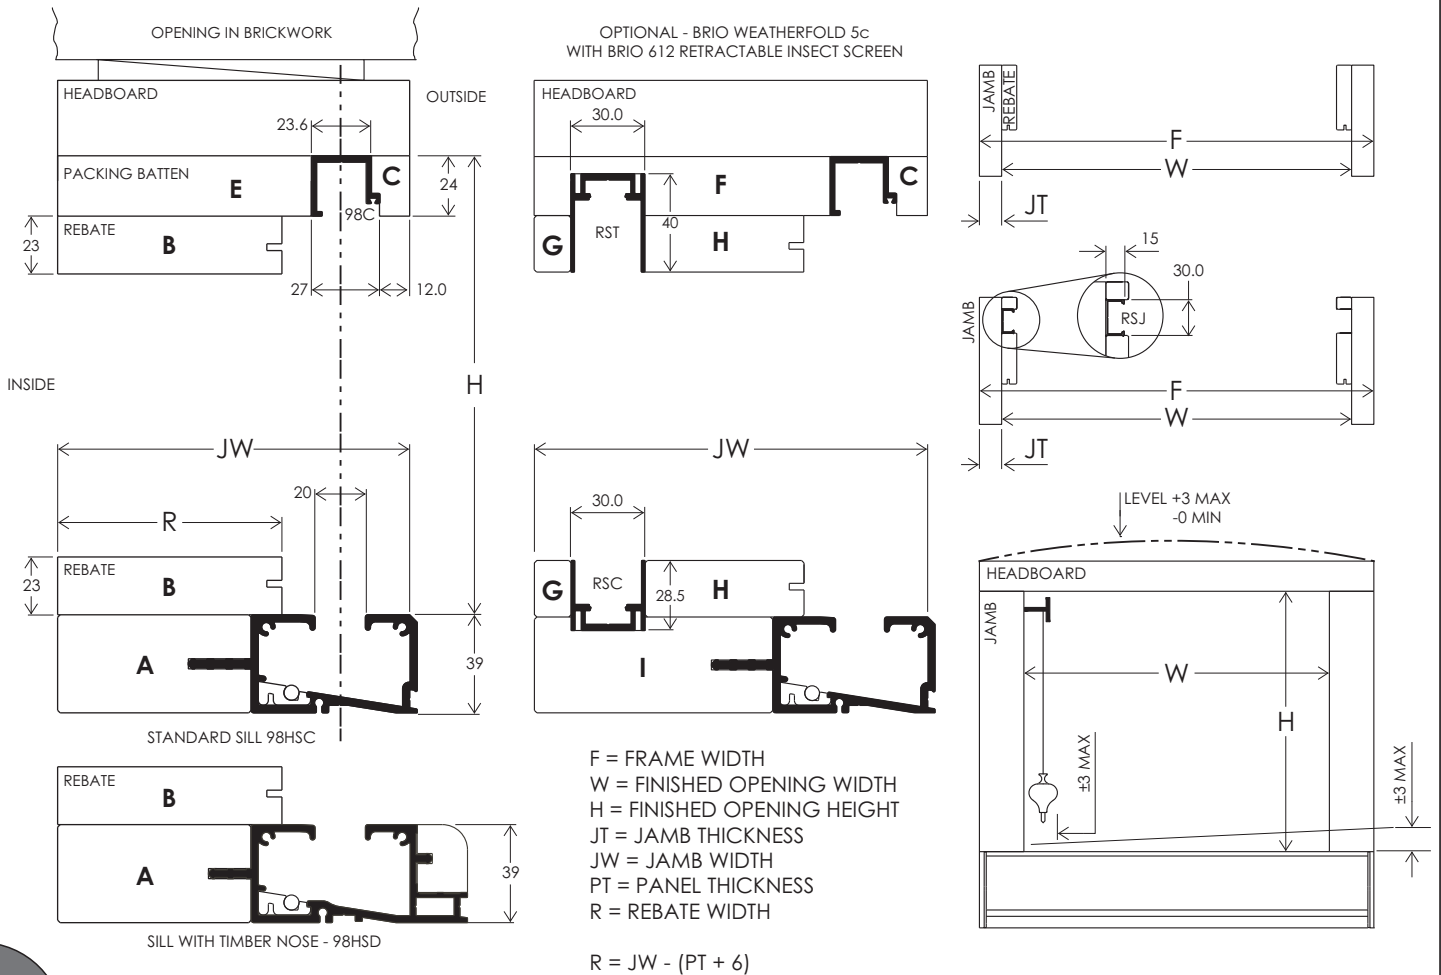 OPENING IN BRICKWORK
HEADBOARD
OUTSIDE
23.6
PACKING BATTEN
E
C
24
98C
REBATE
B
23
27
12.0
H
INSIDE
JW
20
R
REBATE
B
23
A
39
STANDARD SILL 98HSC
REBATE
B
A
39
SILL WITH TIMBER NOSE - 98HSD
OPTIONAL - BRIO WEATHERFOLD 5c
WITH BRIO 612 RETRACTABLE INSECT SCREEN
HEADBOARD
30.0
F
C
40
G
RST
H
JW
30.0
G
RSC
H
28.5
I
F = FRAME WIDTH
W = FINISHED OPENING WIDTH
H = FINISHED OPENING HEIGHT
JT = JAMB THICKNESS
JW = JAMB WIDTH
PT = PANEL THICKNESS
R = REBATE WIDTH
R = JW - (PT + 6)
JAMB
REBATE
F
W
JT
15
30.0
RSJ
JAMB
F
W
JT
LEVEL +3 MAX
-0 MIN
HEADBOARD
JAMB
W
H
±3 MAX
±3 MAX